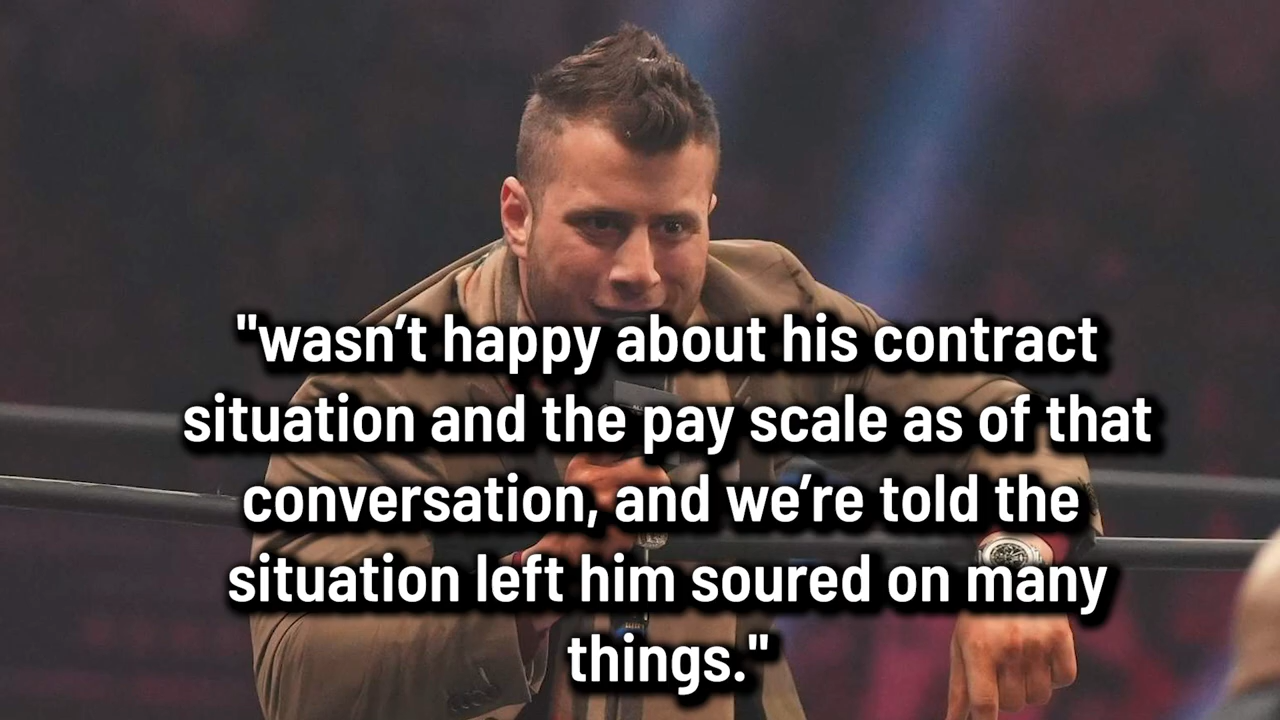 "wasn’t happy about his contract
situation and the pay scale as of that
conversation, and we’re told the
situation left him soured on many
things."